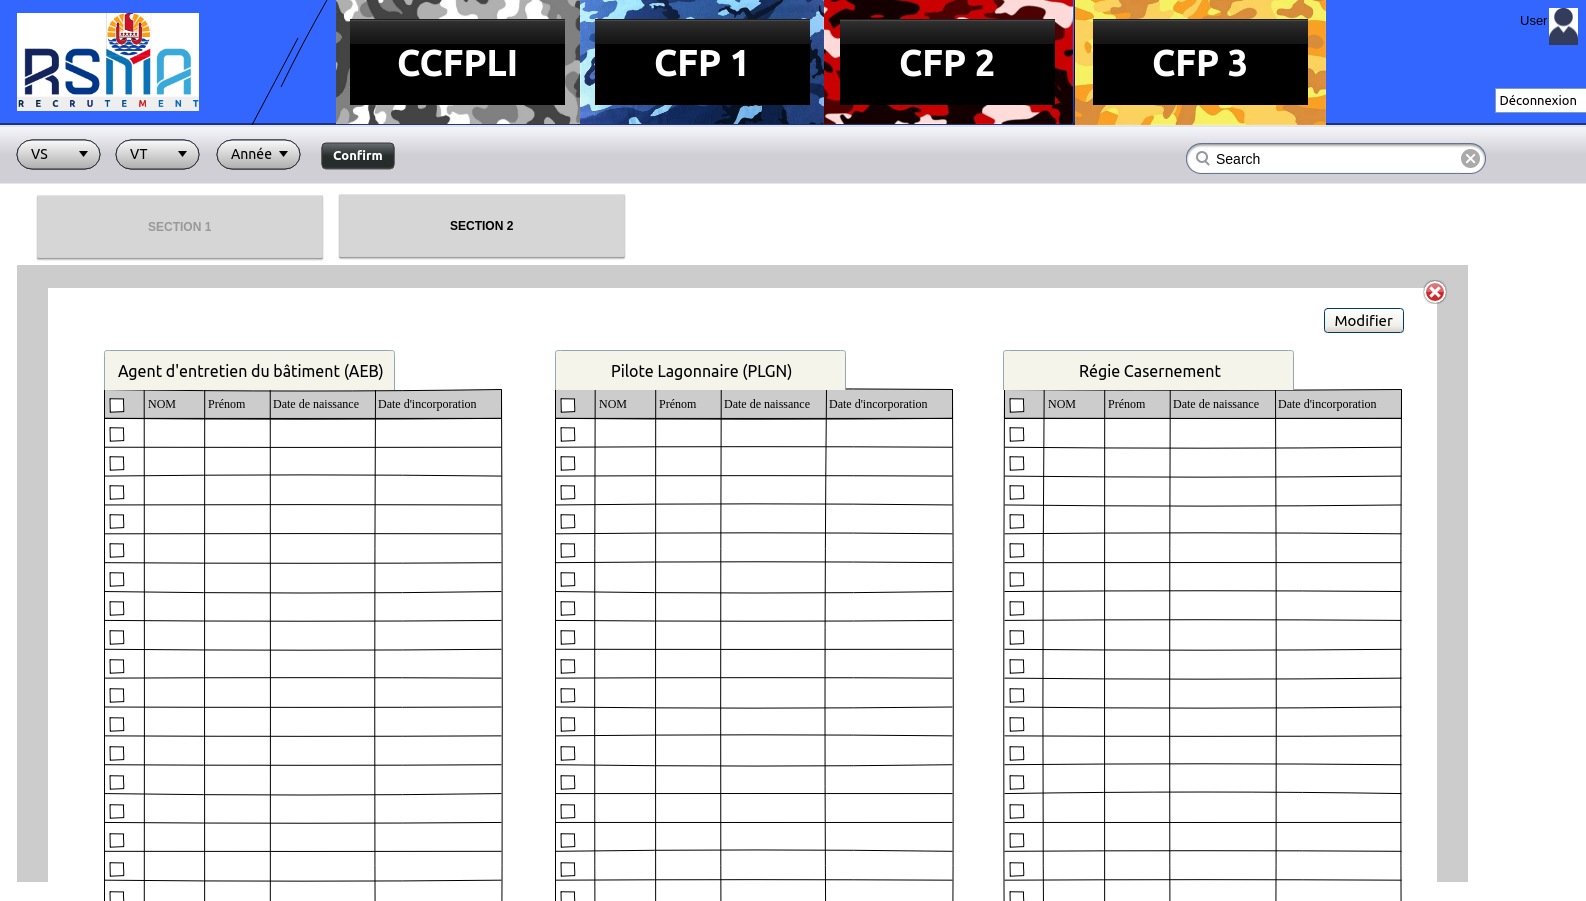 RSMA
RECRUTEMENT
CCFPLI
CFP 1
CFP 2
CFP 3
User
Déconnexion
VS
VT
Année
Confirm
Search
SECTION 1
SECTION 2
Modifier
Agent d'entretien du bâtiment (AEB)
NOM Prénom Date de naissance Date d'incorporation
Pilote Lagonnaire (PLGN)
NOM Prénom Date de naissance Date d'incorporation
Régie Casernement
NOM Prénom Date de naissance Date d'incorporation